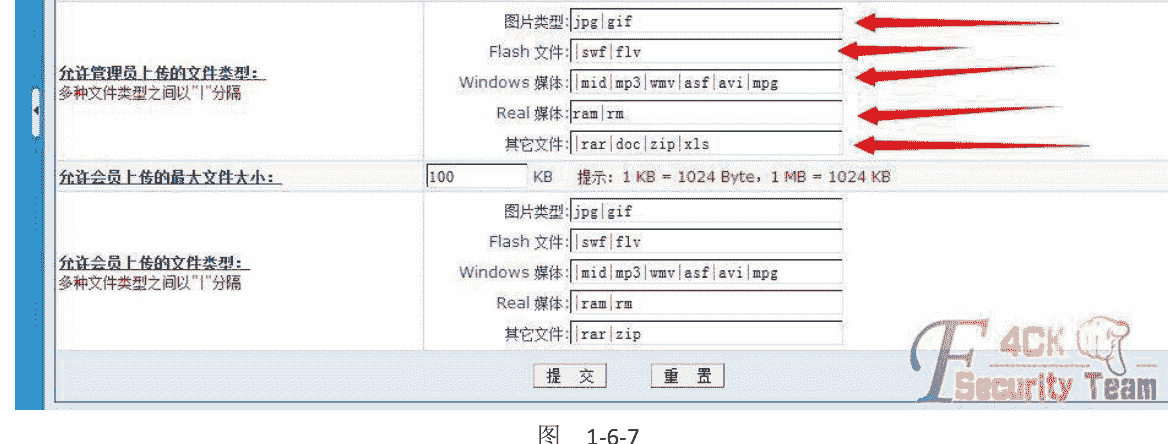 图片类型:jpg|gif
Flash 文件:|swf|flv
允许管理员上传的文件类型:
多种文件类型之间以"|"分隔
Windows 媒体:|mid|mp3|wmv|asf|avi|mpg
Real 媒体:ram|rm
其它文件:|rar|doc|zip|xls
允许会员上传的最大文件大小: 100 KB 提示: 1 KB = 1024 Byte, 1 MB = 1024 KB
图片类型:jpg|gif
Flash 文件:|swf|flv
允许会员上传的文件类型:
多种文件类型之间以"|"分隔
Windows 媒体:|mid|mp3|wmv|asf|avi|mpg
Real 媒体:|ram|rm
其它文件:|rar|zip
提 交 重 置
F4CK
Security Team
图 1-6-7